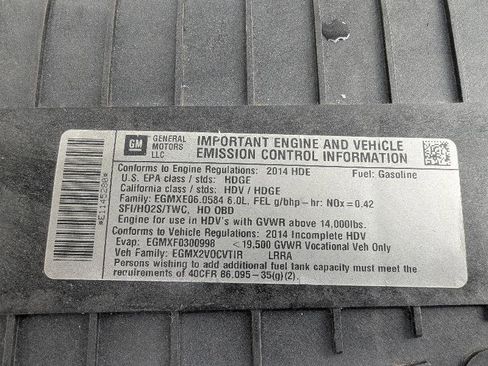 GM
GENERAL
MOTORS
LLC
IMPORTANT ENGINE AND VEHICLE
EMISSION CONTROL INFORMATION
Conforms to Engine Regulations: 2014 HDE Fuel: Gasoline
U.S. EPA class / stds: HDGE
California class / stds: HDV / HDGE
Family: EGMXE06.0584 6.0L, FEL g/bhp-hr: NOx = 0.42
SFI/HO2S/TWC, HD OBD
Engine for use in HDV's with GVWR above 14,000lbs.
Conforms to Vehicle Regulations: 2014 Incomplete HDV
Evap: EGMXF0300998 <19,500 GVWR Vocational Veh Only
Veh Family: EGMX2VOCVTIR LRRA
Persons wishing to add additional fuel tank capacity must meet the
requirements of 40CFR 86.095-35(g)(2).
*E1145280*